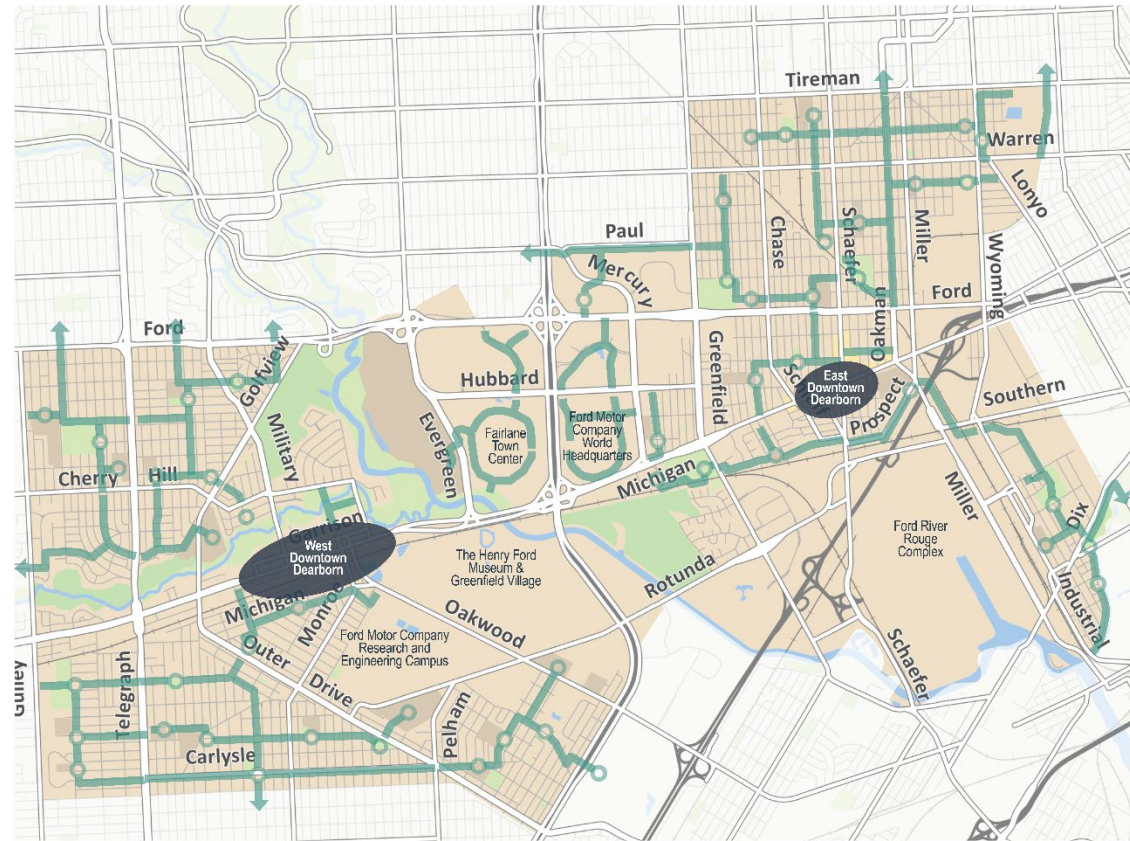 Tireman
Warren
Lonyo
Paul
Chase
Schaefer
Miller
Wyoming
Mercury
Ford
Oakman
Ford
Golfview
Greenfield
Hubbard
East
Downtown
Dearborn
Prospect
Southern
Military
Evergreen
Fairlane
Town
Center
Ford Motor
Company
World
Headquarters
Cherry
Hill
Michigan
Miller
Dix
Garrison
West
Downtown
Dearborn
The Henry Ford
Museum &
Greenfield Village
Ford River
Rouge
Complex
Rotunda
Michigan
Monroe
Oakwood
Industrial
Ford Motor Company
Research and
Engineering Campus
Outer
Drive
Schaefer
Gulley
Telegraph
Pelham
Carlysle